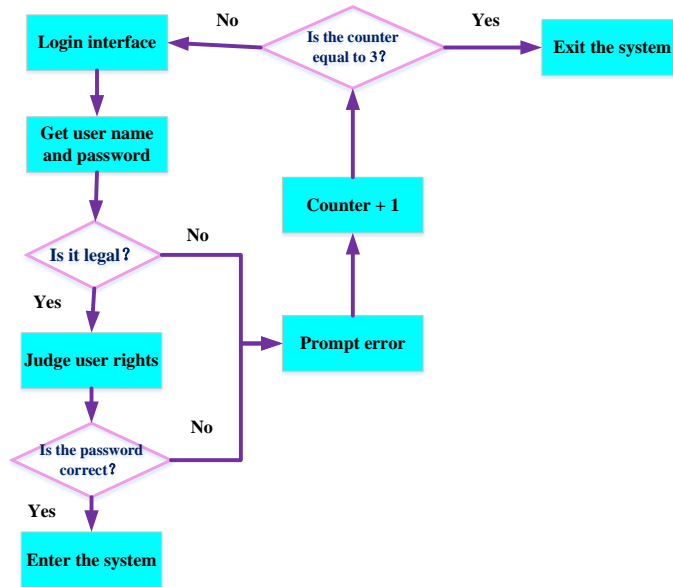 No
Yes
Login interface
Is the counter
equal to 3?
Exit the system
Get user name
and password
Counter + 1
No
Is it legal?
Yes
Judge user rights
Prompt error
No
Is the password
correct?
Yes
Enter the system